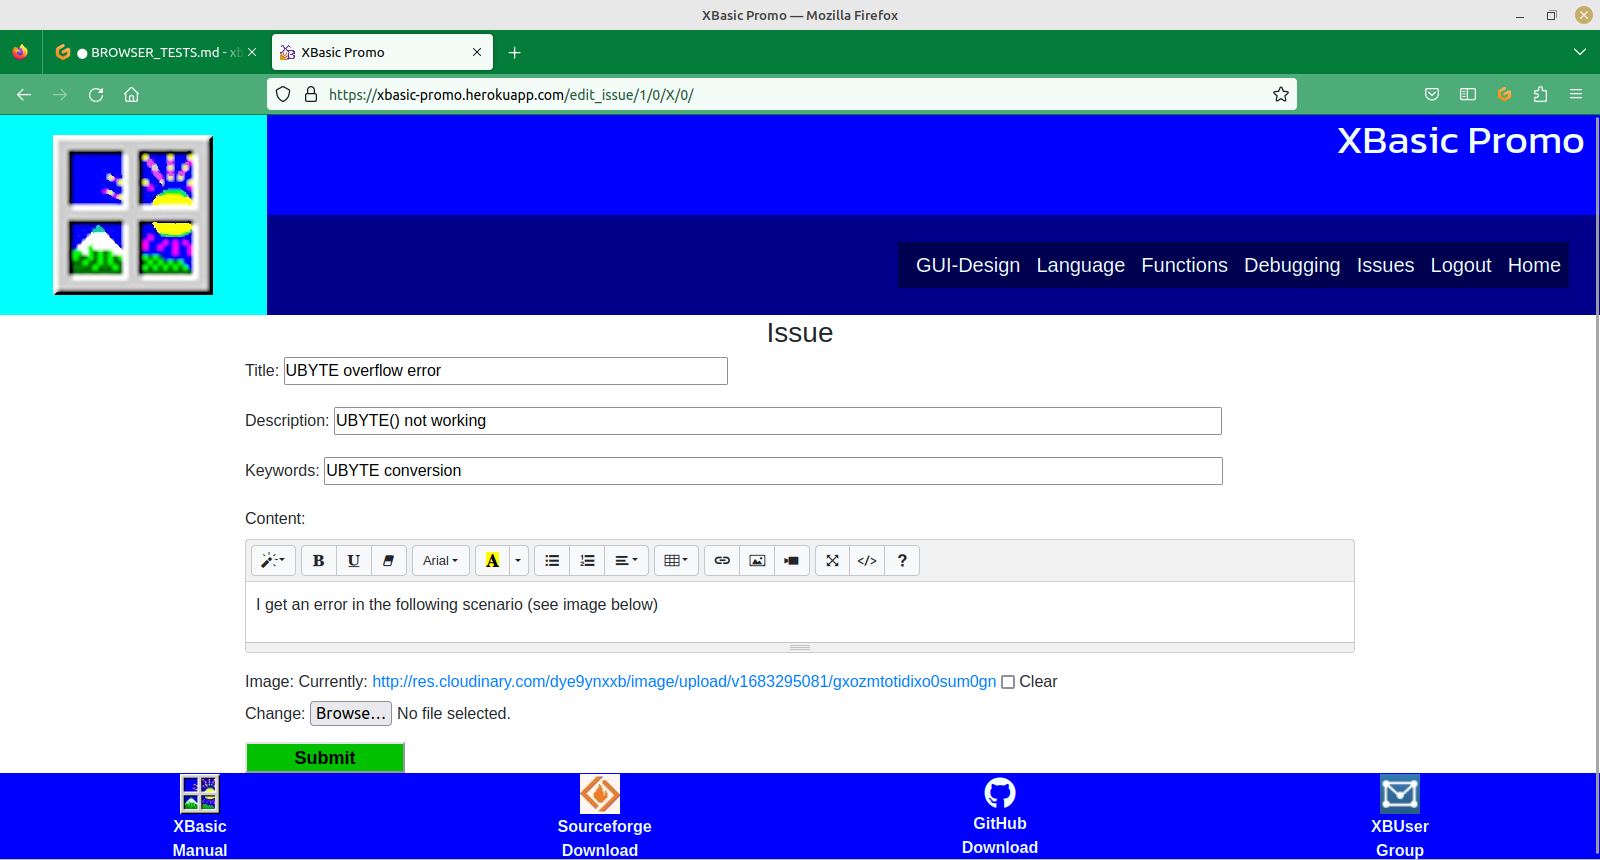 XBasic Promo — Mozilla Firefox
● BROWSER_TESTS.md - xb
XBasic Promo
https://xbasic-promo.herokuapp.com/edit_issue/1/0/X/0/
XBasic Promo
GUI-Design Language Functions Debugging Issues Logout Home
Issue
Title: UBYTE overflow error
Description: UBYTE() not working
Keywords: UBYTE conversion
Content:
B U Arial A </> ?
I get an error in the following scenario (see image below)
Image: Currently: http://res.cloudinary.com/dye9ynxxb/image/upload/v1683295081/gxozmtotidixo0sum0gn Clear
Change: Browse... No file selected.
Submit
XBasic
Manual
Sourceforge
Download
GitHub
Download
XBUser
Group